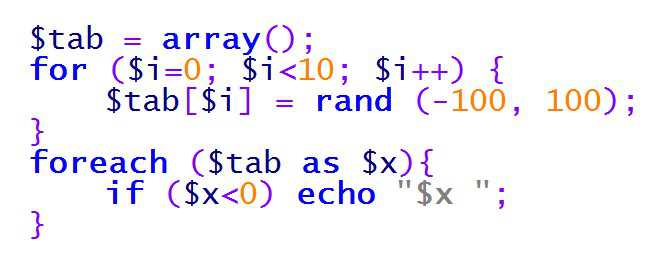 $tab = array();
for ($i=0; $i<10; $i++) {
    $tab[$i] = rand (-100, 100);
}
foreach ($tab as $x){
    if ($x<0) echo "$x ";
}